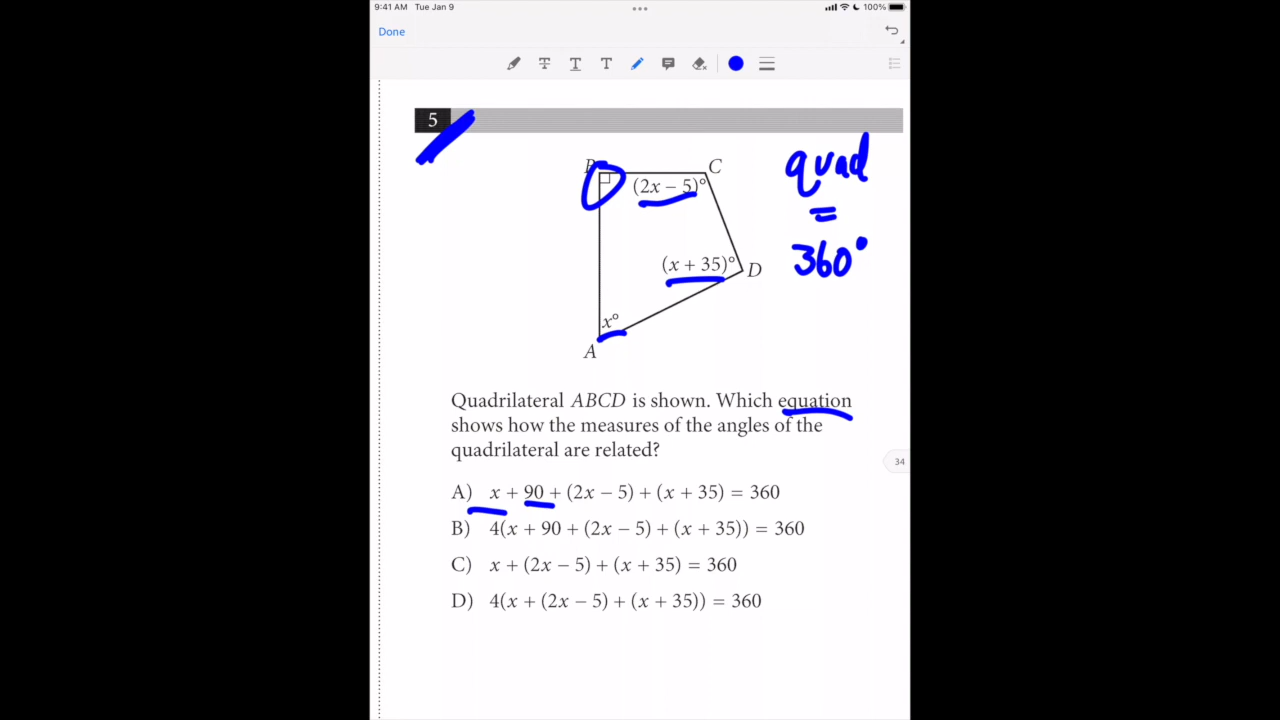 9:41 AM Tue Jan 9
100%
Done
5
B C
(2x − 5)°
(x + 35)°
D
x°
A
quad
=
360°
Quadrilateral ABCD is shown. Which equation
shows how the measures of the angles of the
quadrilateral are related?
34
A) x + 90 + (2x − 5) + (x + 35) = 360
B) 4(x + 90 + (2x − 5) + (x + 35)) = 360
C) x + (2x − 5) + (x + 35) = 360
D) 4(x + (2x − 5) + (x + 35)) = 360